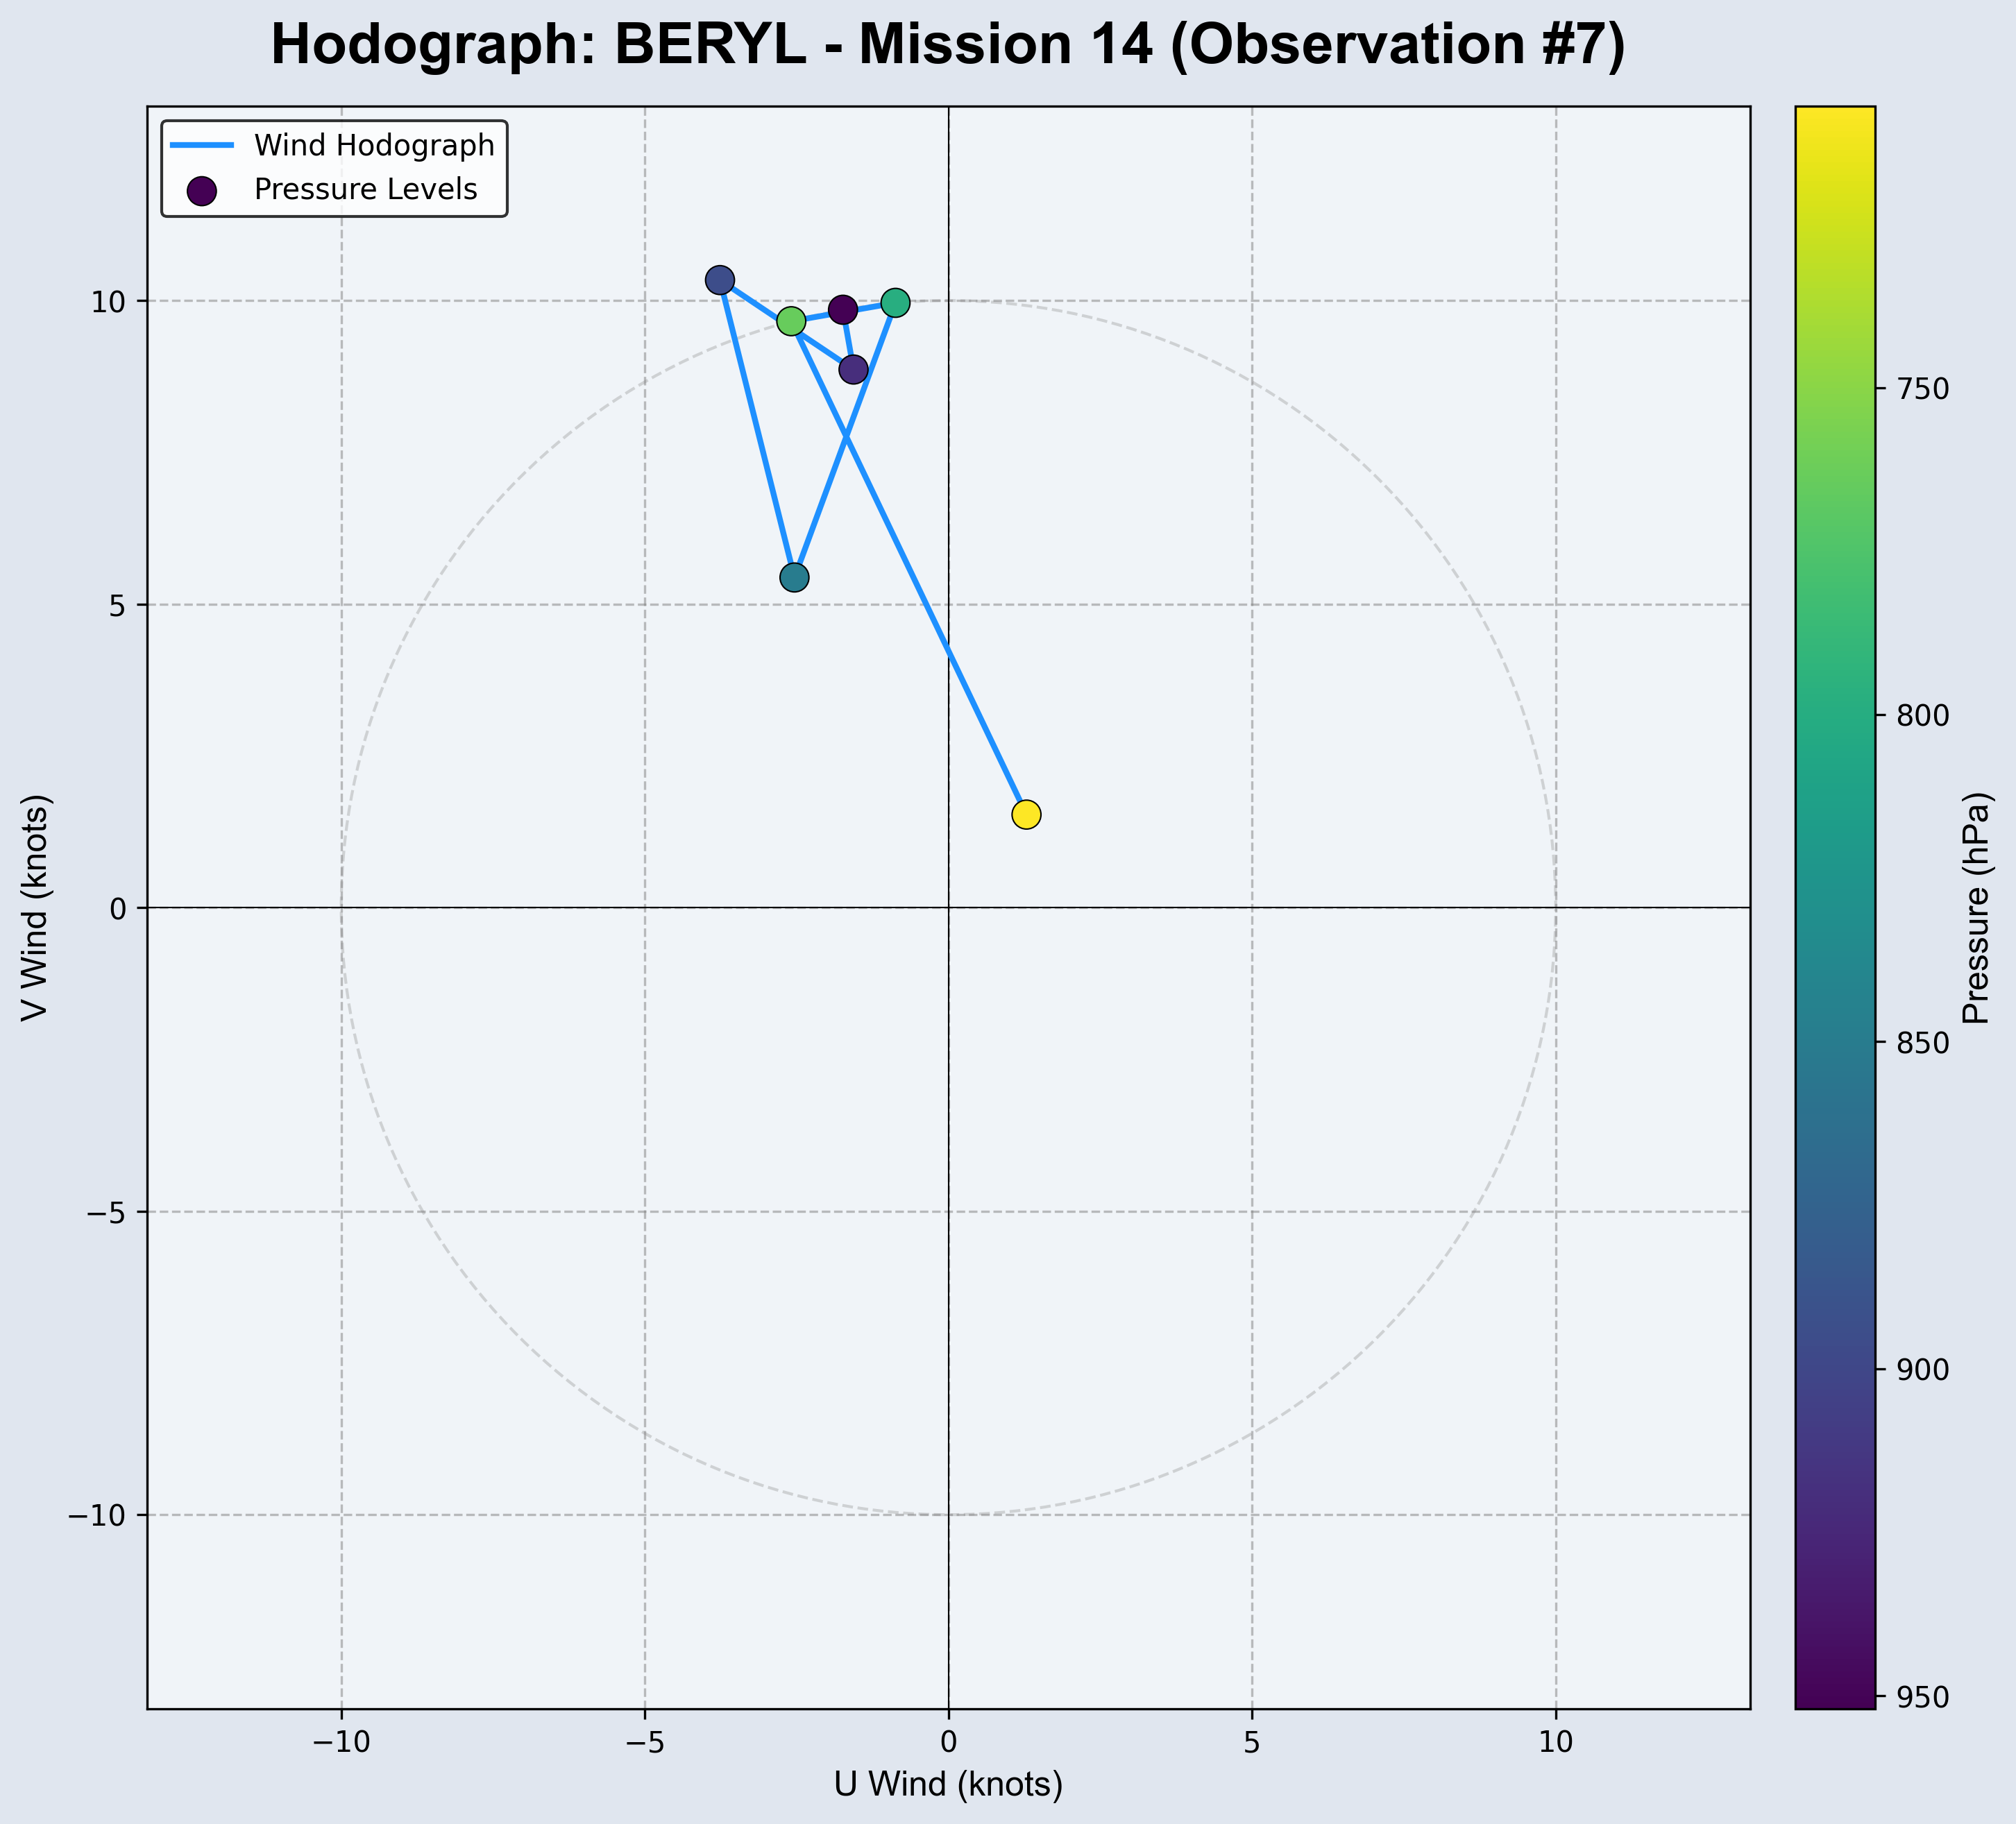 Hodograph: BERYL - Mission 14 (Observation #7)
Wind Hodograph
Pressure Levels
10
5
0
−5
−10
V Wind (knots)
−10
−5
0
5
10
U Wind (knots)
750
800
850
900
950
Pressure (hPa)